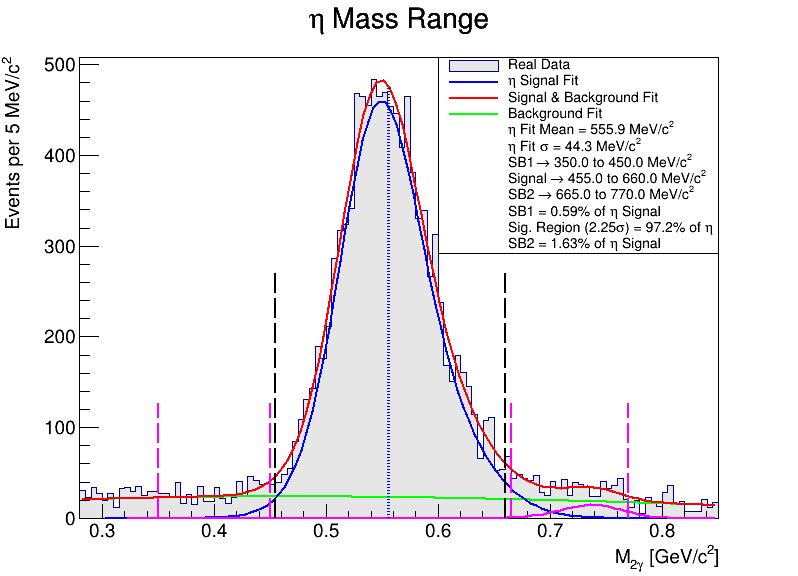 η Mass Range
Events per 5 MeV/c²
500
400
300
200
100
0
Real Data
η Signal Fit
Signal & Background Fit
Background Fit
η Fit Mean = 555.9 MeV/c²
η Fit σ = 44.3 MeV/c²
SB1 → 350.0 to 450.0 MeV/c²
Signal → 455.0 to 660.0 MeV/c²
SB2 → 665.0 to 770.0 MeV/c²
SB1 = 0.59% of η Signal
Sig. Region (2.25σ) = 97.2% of η
SB2 = 1.63% of η Signal
0.3 0.4 0.5 0.6 0.7 0.8
M₂ᵧ [GeV/c²]